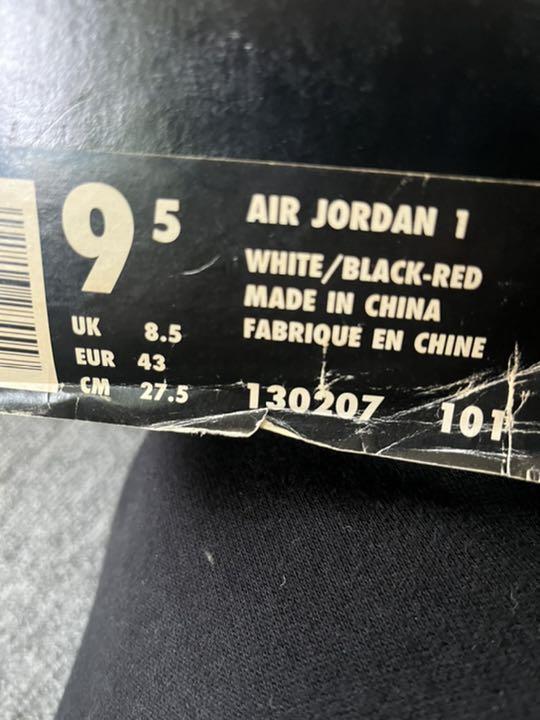 9 5
UK 8.5
EUR 43
CM 27.5
AIR JORDAN 1
WHITE/BLACK-RED
MADE IN CHINA
FABRIQUE EN CHINE
130207 101